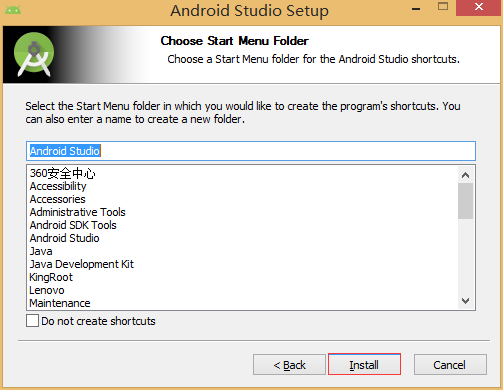 Android Studio Setup
Choose Start Menu Folder
Choose a Start Menu folder for the Android Studio shortcuts.
Select the Start Menu folder in which you would like to create the program's shortcuts. You
can also enter a name to create a new folder.
Android Studio
360安全中心
Accessibility
Accessories
Administrative Tools
Android SDK Tools
Android Studio
Java
Java Development Kit
KingRoot
Lenovo
Maintenance
Do not create shortcuts
< Back
Install
Cancel